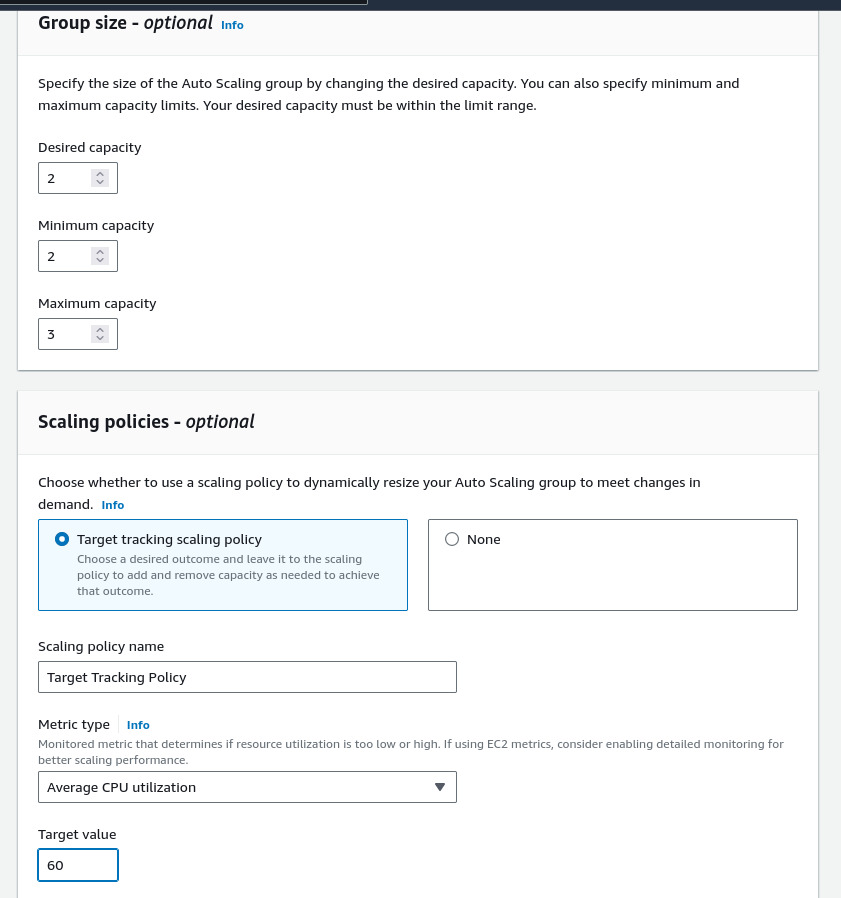 Group size - optional Info
Specify the size of the Auto Scaling group by changing the desired capacity. You can also specify minimum and
maximum capacity limits. Your desired capacity must be within the limit range.
Desired capacity
2
Minimum capacity
2
Maximum capacity
3
Scaling policies - optional
Choose whether to use a scaling policy to dynamically resize your Auto Scaling group to meet changes in
demand. Info
Target tracking scaling policy
Choose a desired outcome and leave it to the scaling
policy to add and remove capacity as needed to achieve
that outcome.
None
Scaling policy name
Target Tracking Policy
Metric type Info
Monitored metric that determines if resource utilization is too low or high. If using EC2 metrics, consider enabling detailed monitoring for
better scaling performance.
Average CPU utilization
Target value
60